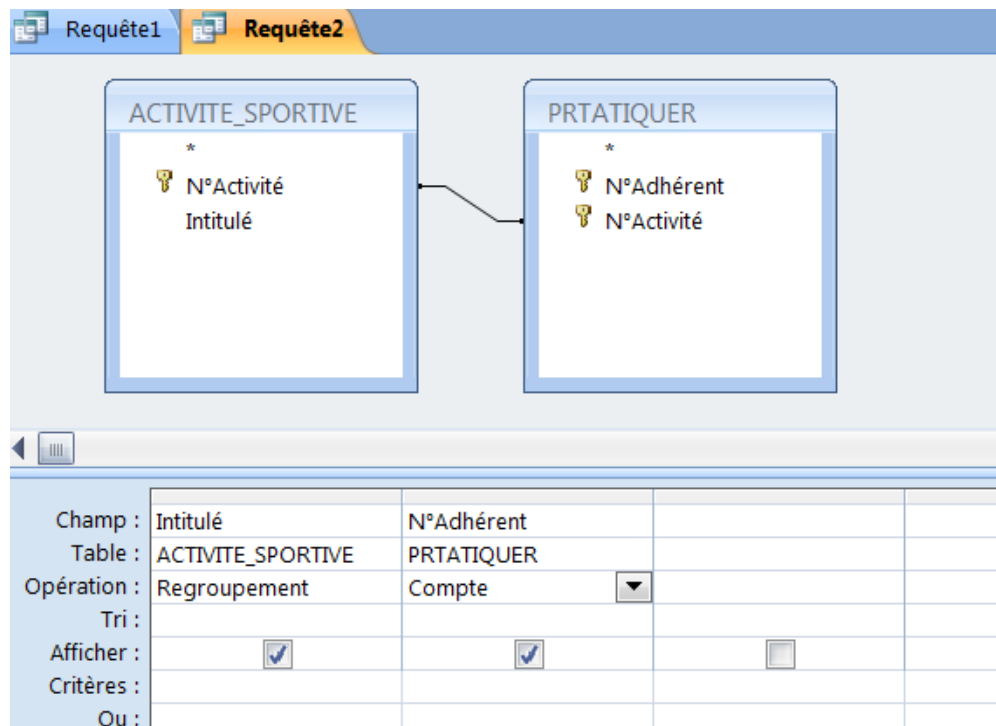 Requête1 Requête2
ACTIVITE_SPORTIVE PRTATIQUER
* *
N°Activité N°Adhérent
Intitulé N°Activité
Champ : Intitulé N°Adhérent
Table : ACTIVITE_SPORTIVE PRTATIQUER
Opération : Regroupement Compte
Tri :
Afficher :
Critères :
Ou :